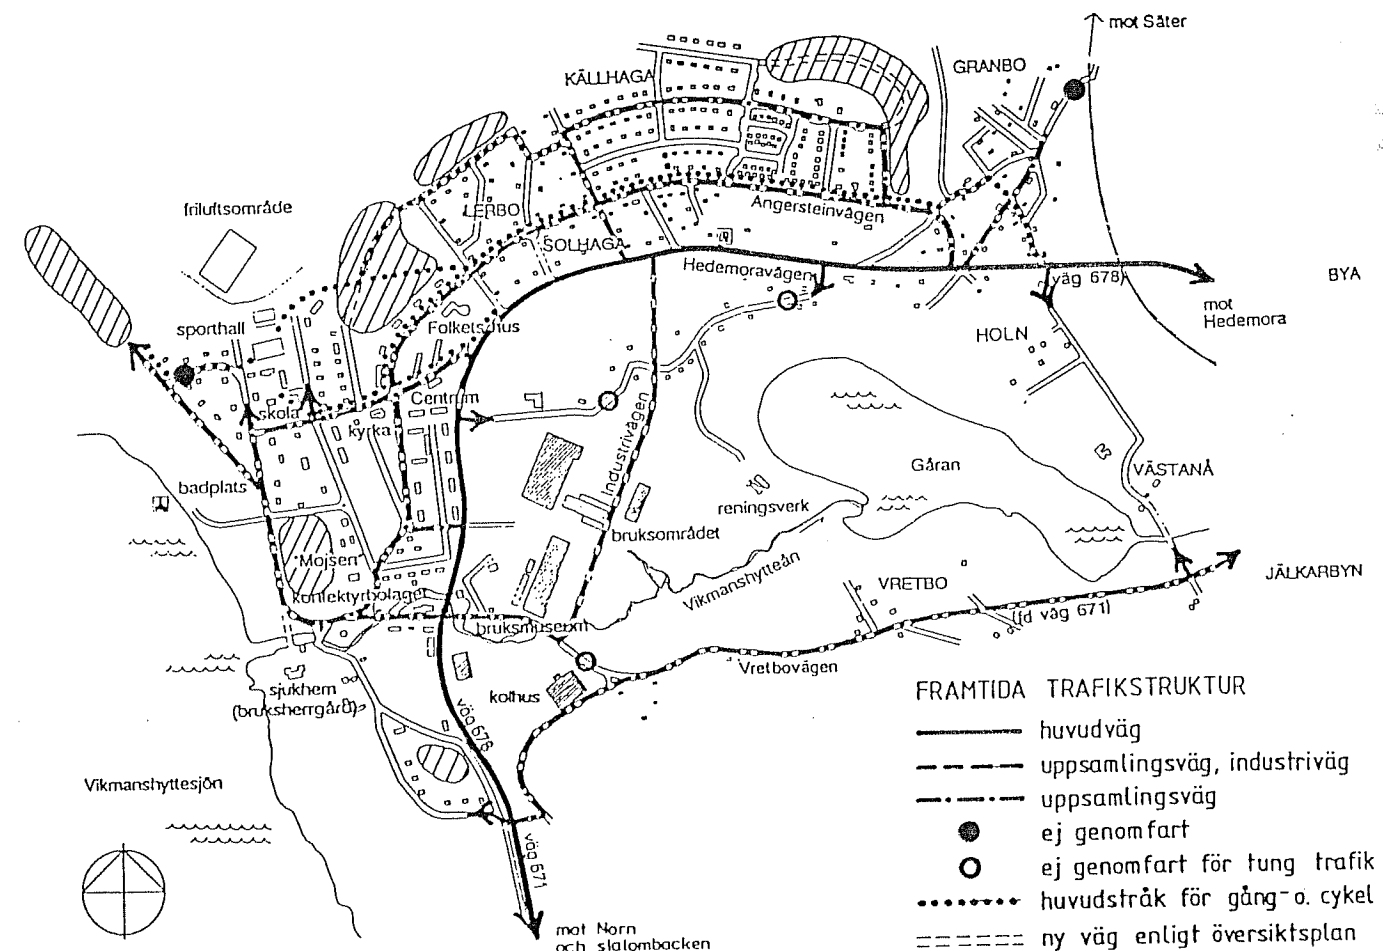 mot Säter
GRANBO
KÄLLHAGA
friluftsområde
LERBO
Angersteinvägen
SOLHAGA
Hedemoravägen
väg 678)
BYA
mot
Hedemora
sporthall
Folkets hus
HOLN
Centrum
skola
kyrka
Industrivägen
Gåran
VÄSTANÅ
badplats
reningsverk
bruksområdet
Mojsen
Vikmanshytteån
VRETBO
JÄLKARBYN
konfektyrbolaget
(fd väg 671)
bruksmuseum
Vretbovägen
sjukhem
(bruksherrgård)
kolhus
väg 678
Vikmanshyttesjön
väg 671
mot Norn
och slalombacken
FRAMTIDA TRAFIKSTRUKTUR
huvudväg
uppsamlingsväg, industriväg
uppsamlingsväg
ej genomfart
ej genomfart för tung trafik
huvudstråk för gång-o. cykel
ny väg enligt översiktsplan